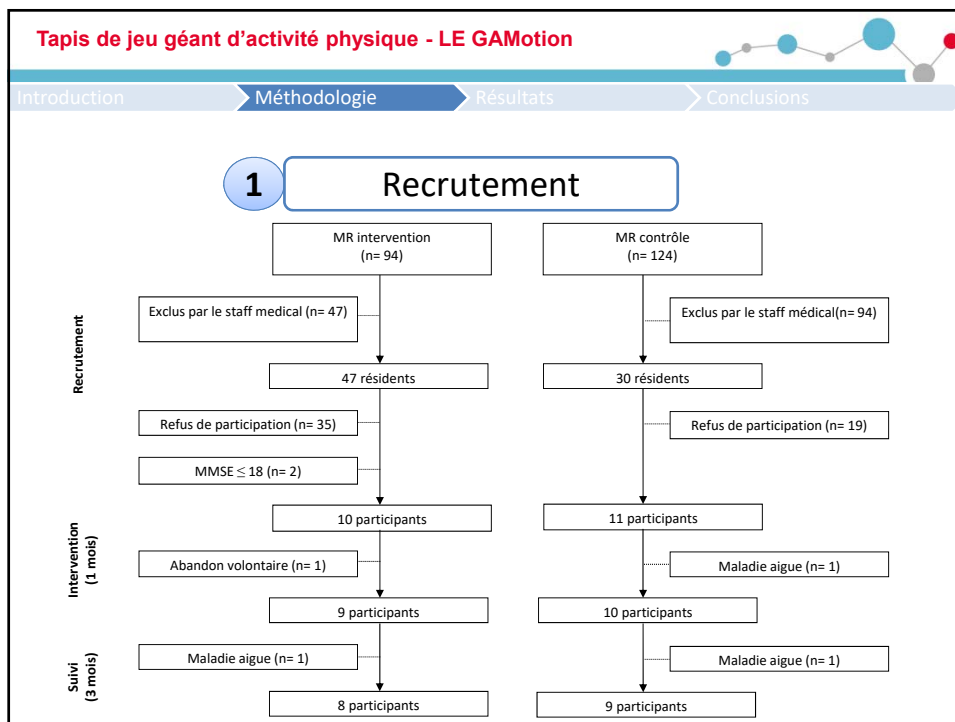 Tapis de jeu géant d'activité physique - LE GAMotion
Introduction
Méthodologie
Résultats
Conclusions
1
Recrutement
MR intervention
(n= 94)
MR contrôle
(n= 124)
Recrutement
Exclus par le staff medical (n= 47)
Exclus par le staff médical(n= 94)
47 résidents
30 résidents
Refus de participation (n= 35)
Refus de participation (n= 19)
MMSE ≤ 18 (n= 2)
10 participants
11 participants
Intervention
(1 mois)
Abandon volontaire (n= 1)
Maladie aigue (n= 1)
9 participants
10 participants
Suivi
(3 mois)
Maladie aigue (n= 1)
Maladie aigue (n= 1)
8 participants
9 participants